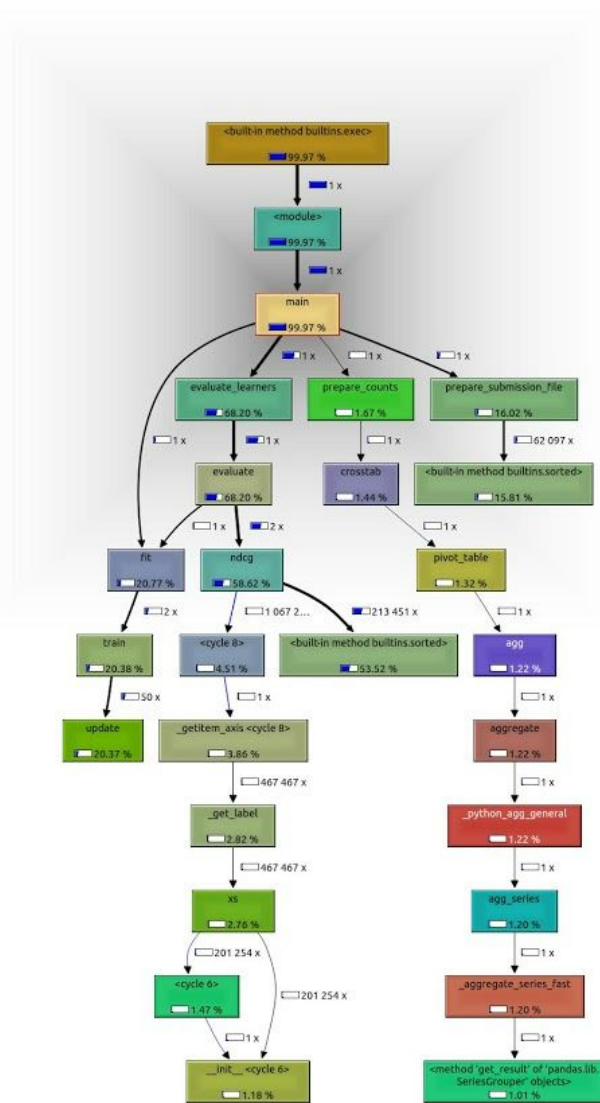 <built-in method builtins.exec>
99.97 %
1 x
<module>
99.97 %
1 x
main
99.97 %
1 x
1 x
1 x
evaluate_learners
68.20 %
prepare_counts
1.67 %
prepare_submission_file
16.02 %
1 x
1 x
1 x
62 097 x
evaluate
68.20 %
crosstab
1.44 %
<built-in method builtins.sorted>
15.81 %
1 x
2 x
1 x
fit
20.77 %
ndcg
58.62 %
pivot_table
1.32 %
2 x
1 067 2...
213 451 x
1 x
train
20.38 %
<cycle 8>
4.51 %
<built-in method builtins.sorted>
53.52 %
agg
1.22 %
50 x
1 x
1 x
update
20.37 %
_getitem_axis <cycle 8>
3.86 %
aggregate
1.22 %
467 467 x
1 x
_get_label
2.82 %
_python_agg_general
1.22 %
467 467 x
1 x
xs
2.76 %
agg_series
1.20 %
201 254 x
1 x
<cycle 6>
1.47 %
201 254 x
_aggregate_series_fast
1.20 %
1 x
1 x
__init__ <cycle 6>
1.18 %
<method 'get_result' of 'pandas.lib.
SeriesGrouper' objects>
1.01 %